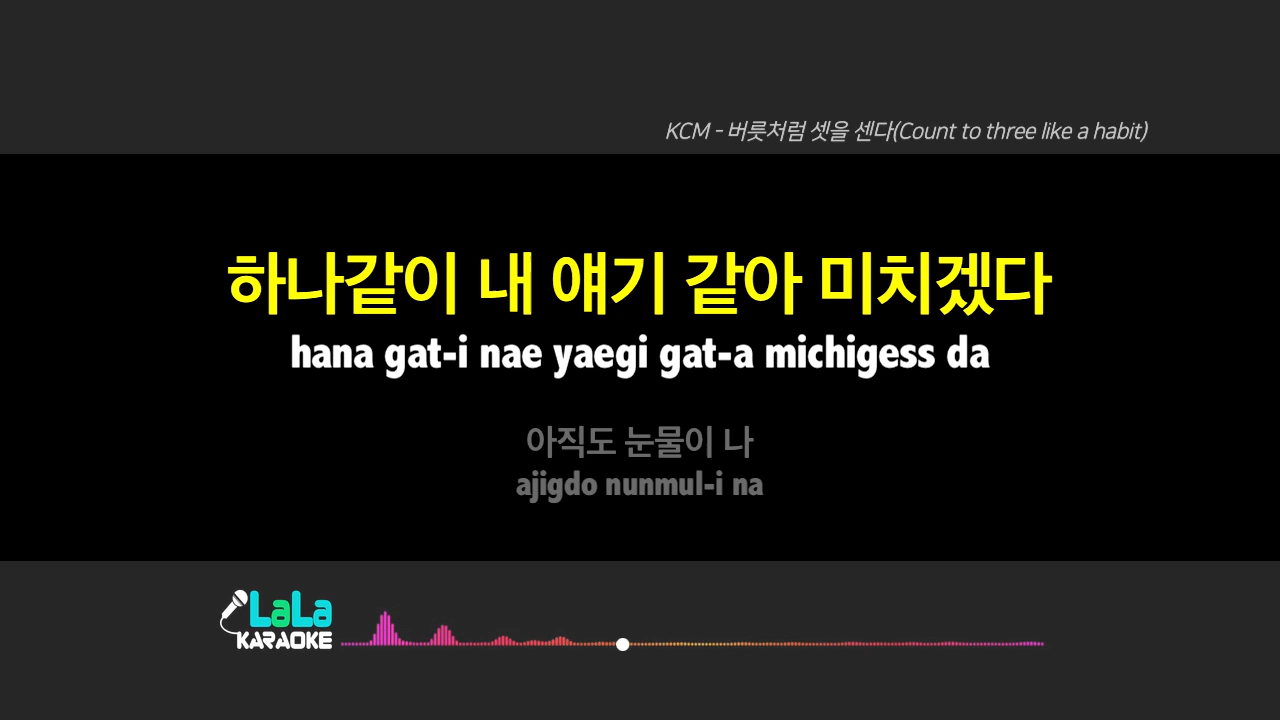 KCM - 버릇처럼 셋을 센다(Count to three like a habit)
하나같이 내 얘기 같아 미치겠다
hana gat-i nae yaegi gat-a michigess da
아직도 눈물이 나
ajigdo nunmul-i na
LaLa
KARAOKE